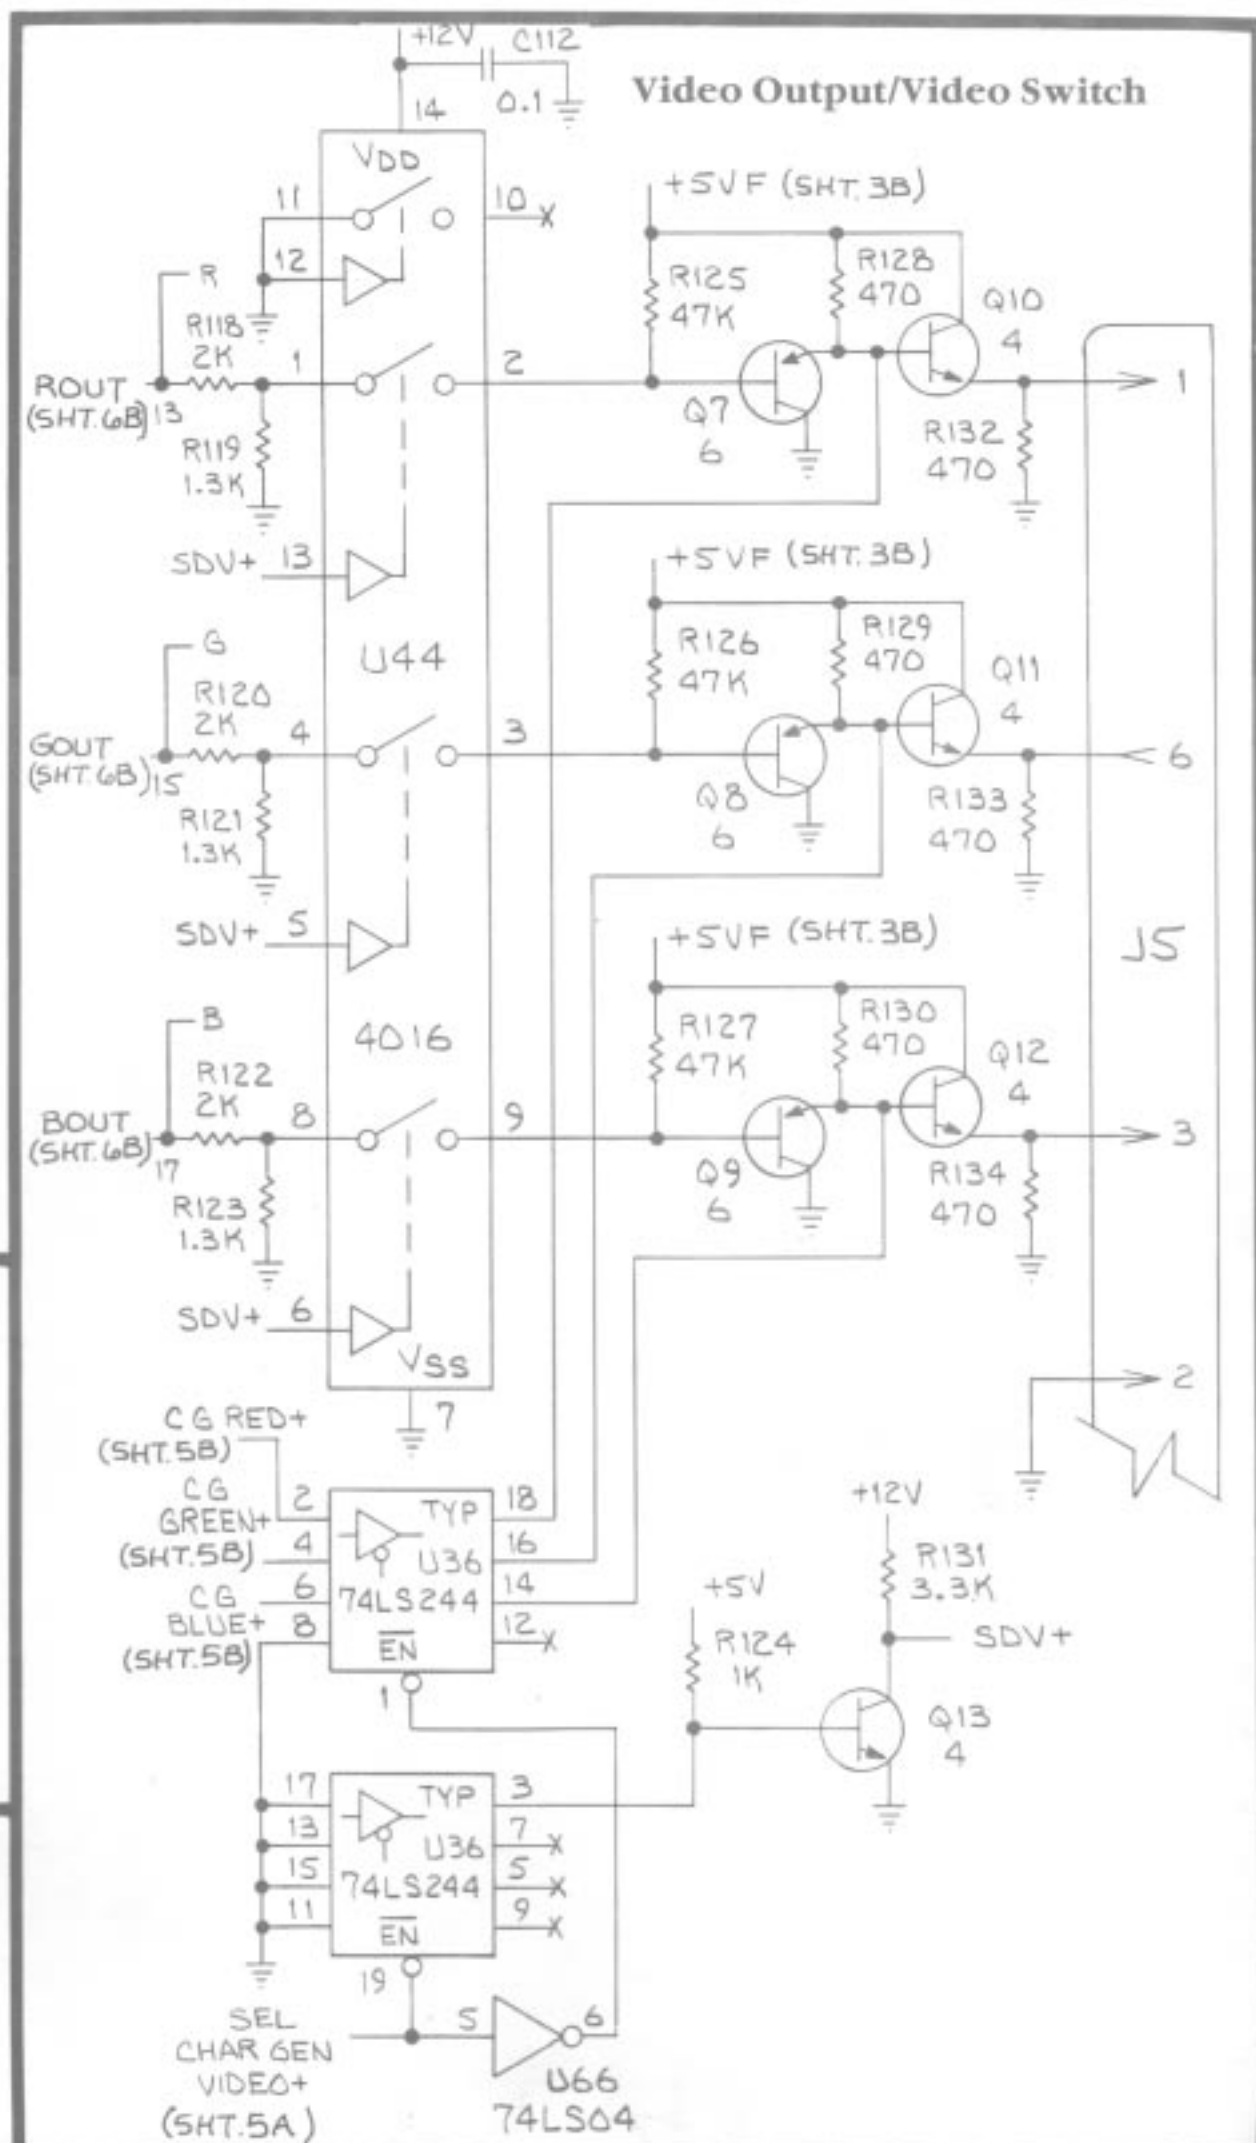 Video Output/Video Switch
+12V
C112
0.1
14
VDD
11
10
12
+5VF (SHT. 3B)
R125
47K
R128
470
Q10
4
R
R118
2K
ROUT
(SHT. 6B)
13
1
2
R119
1.3K
Q7
6
R132
470
1
SDV+
13
+5VF (SHT. 3B)
G
U44
R126
47K
R129
470
Q11
4
R120
2K
GOUT
(SHT. 6B)
15
4
3
R121
1.3K
Q8
6
R133
470
6
SDV+
5
+5VF (SHT. 3B)
J5
B
4016
R127
47K
R130
470
Q12
4
R122
2K
BOUT
(SHT. 6B)
17
8
9
R123
1.3K
Q9
6
R134
470
3
SDV+
6
VSS
7
2
CG RED+
(SHT. 5B)
CG
GREEN+
(SHT. 5B)
CG
BLUE+
(SHT. 5B)
2
4
6
8
TYP
U36
74LS244
EN
18
16
14
12
1
+12V
R131
3.3K
SDV+
+5V
R124
1K
Q13
4
17
13
15
11
TYP
U36
74LS244
EN
3
7
5
9
19
SEL
CHAR GEN
VIDEO+
(SHT. 5A)
5
6
U66
74LS04